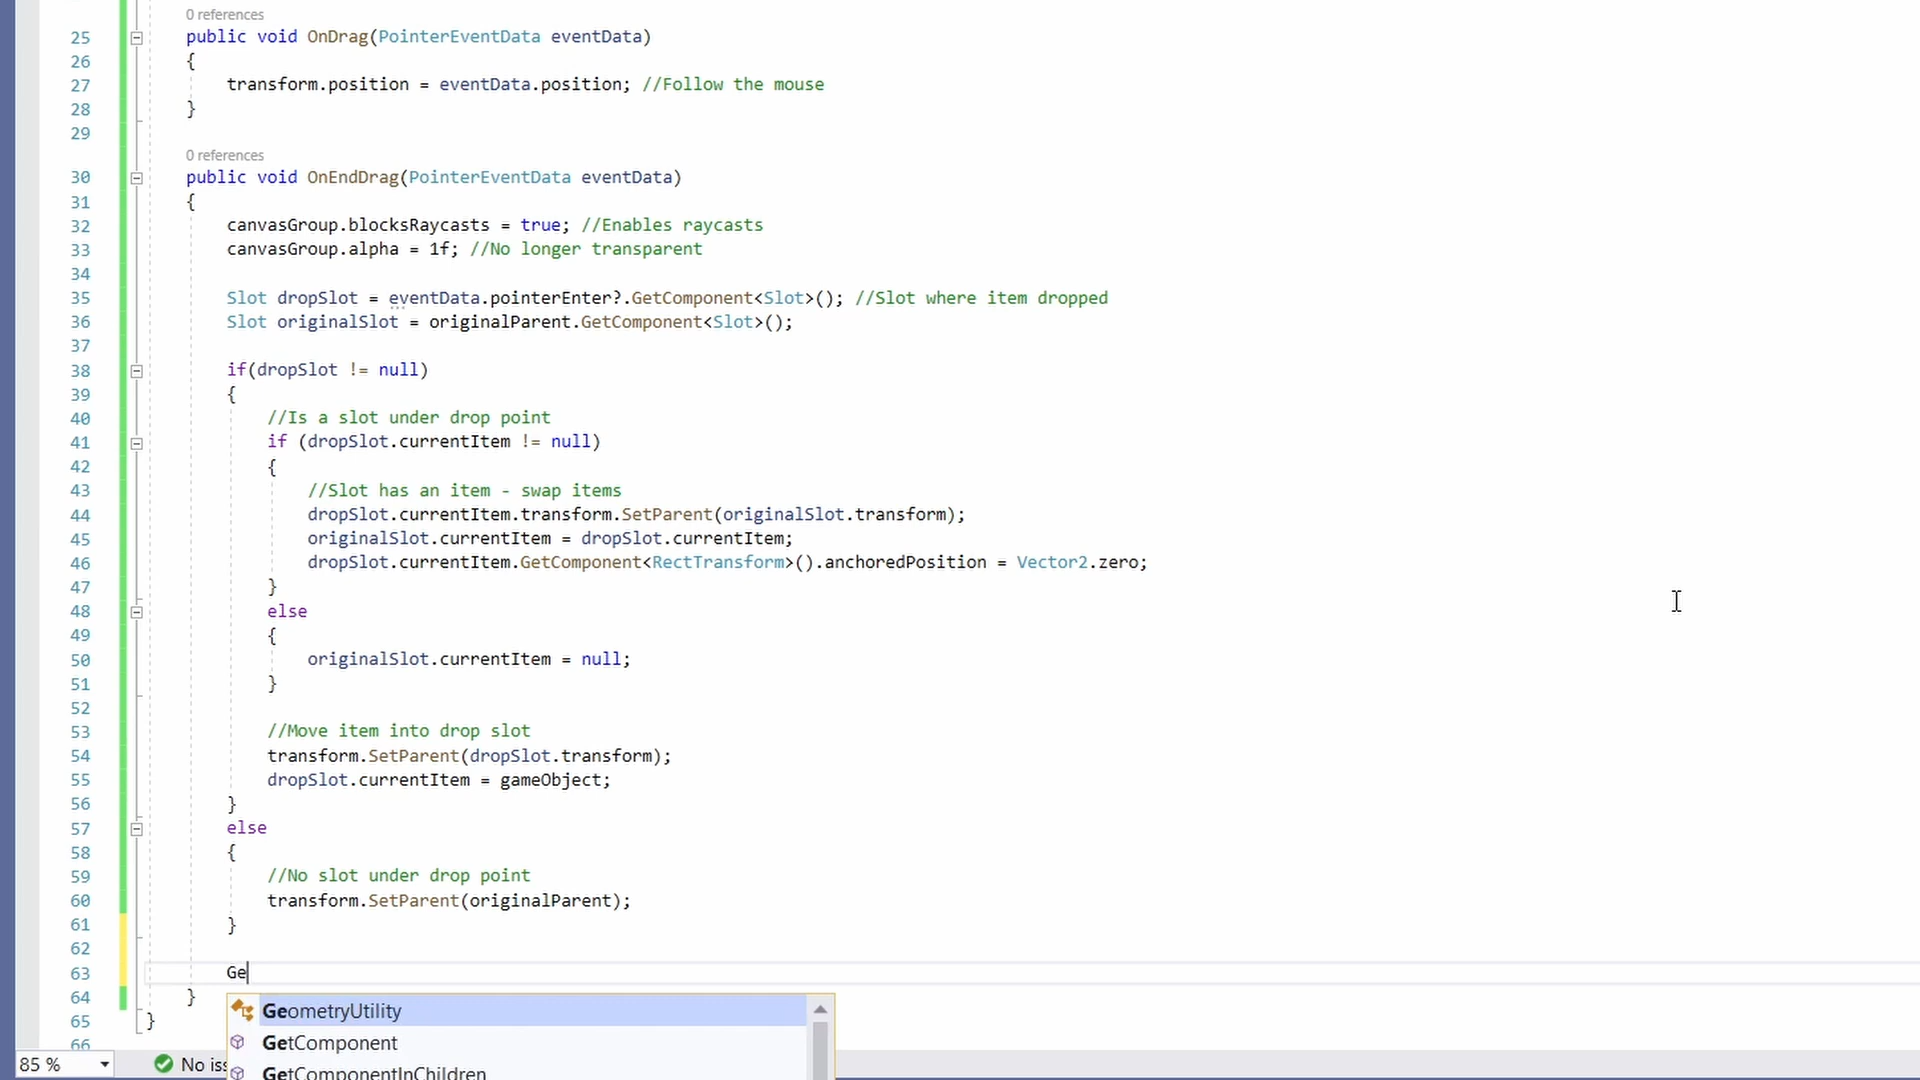 0 references
25 public void OnDrag(PointerEventData eventData)
26 {
27 transform.position = eventData.position; //Follow the mouse
28 }
29
0 references
30 public void OnEndDrag(PointerEventData eventData)
31 {
32 canvasGroup.blocksRaycasts = true; //Enables raycasts
33 canvasGroup.alpha = 1f; //No longer transparent
34
35 Slot dropSlot = eventData.pointerEnter?.GetComponent<Slot>(); //Slot where item dropped
36 Slot originalSlot = originalParent.GetComponent<Slot>();
37
38 if(dropSlot != null)
39 {
40 //Is a slot under drop point
41 if (dropSlot.currentItem != null)
42 {
43 //Slot has an item - swap items
44 dropSlot.currentItem.transform.SetParent(originalSlot.transform);
45 originalSlot.currentItem = dropSlot.currentItem;
46 dropSlot.currentItem.GetComponent<RectTransform>().anchoredPosition = Vector2.zero;
47 }
48 else
49 {
50 originalSlot.currentItem = null;
51 }
52
53 //Move item into drop slot
54 transform.SetParent(dropSlot.transform);
55 dropSlot.currentItem = gameObject;
56 }
57 else
58 {
59 //No slot under drop point
60 transform.SetParent(originalParent);
61 }
62
63 Ge
64 }
GeometryUtility
65 }
GetComponent
66
85 % No iss
GetComponentInChildren